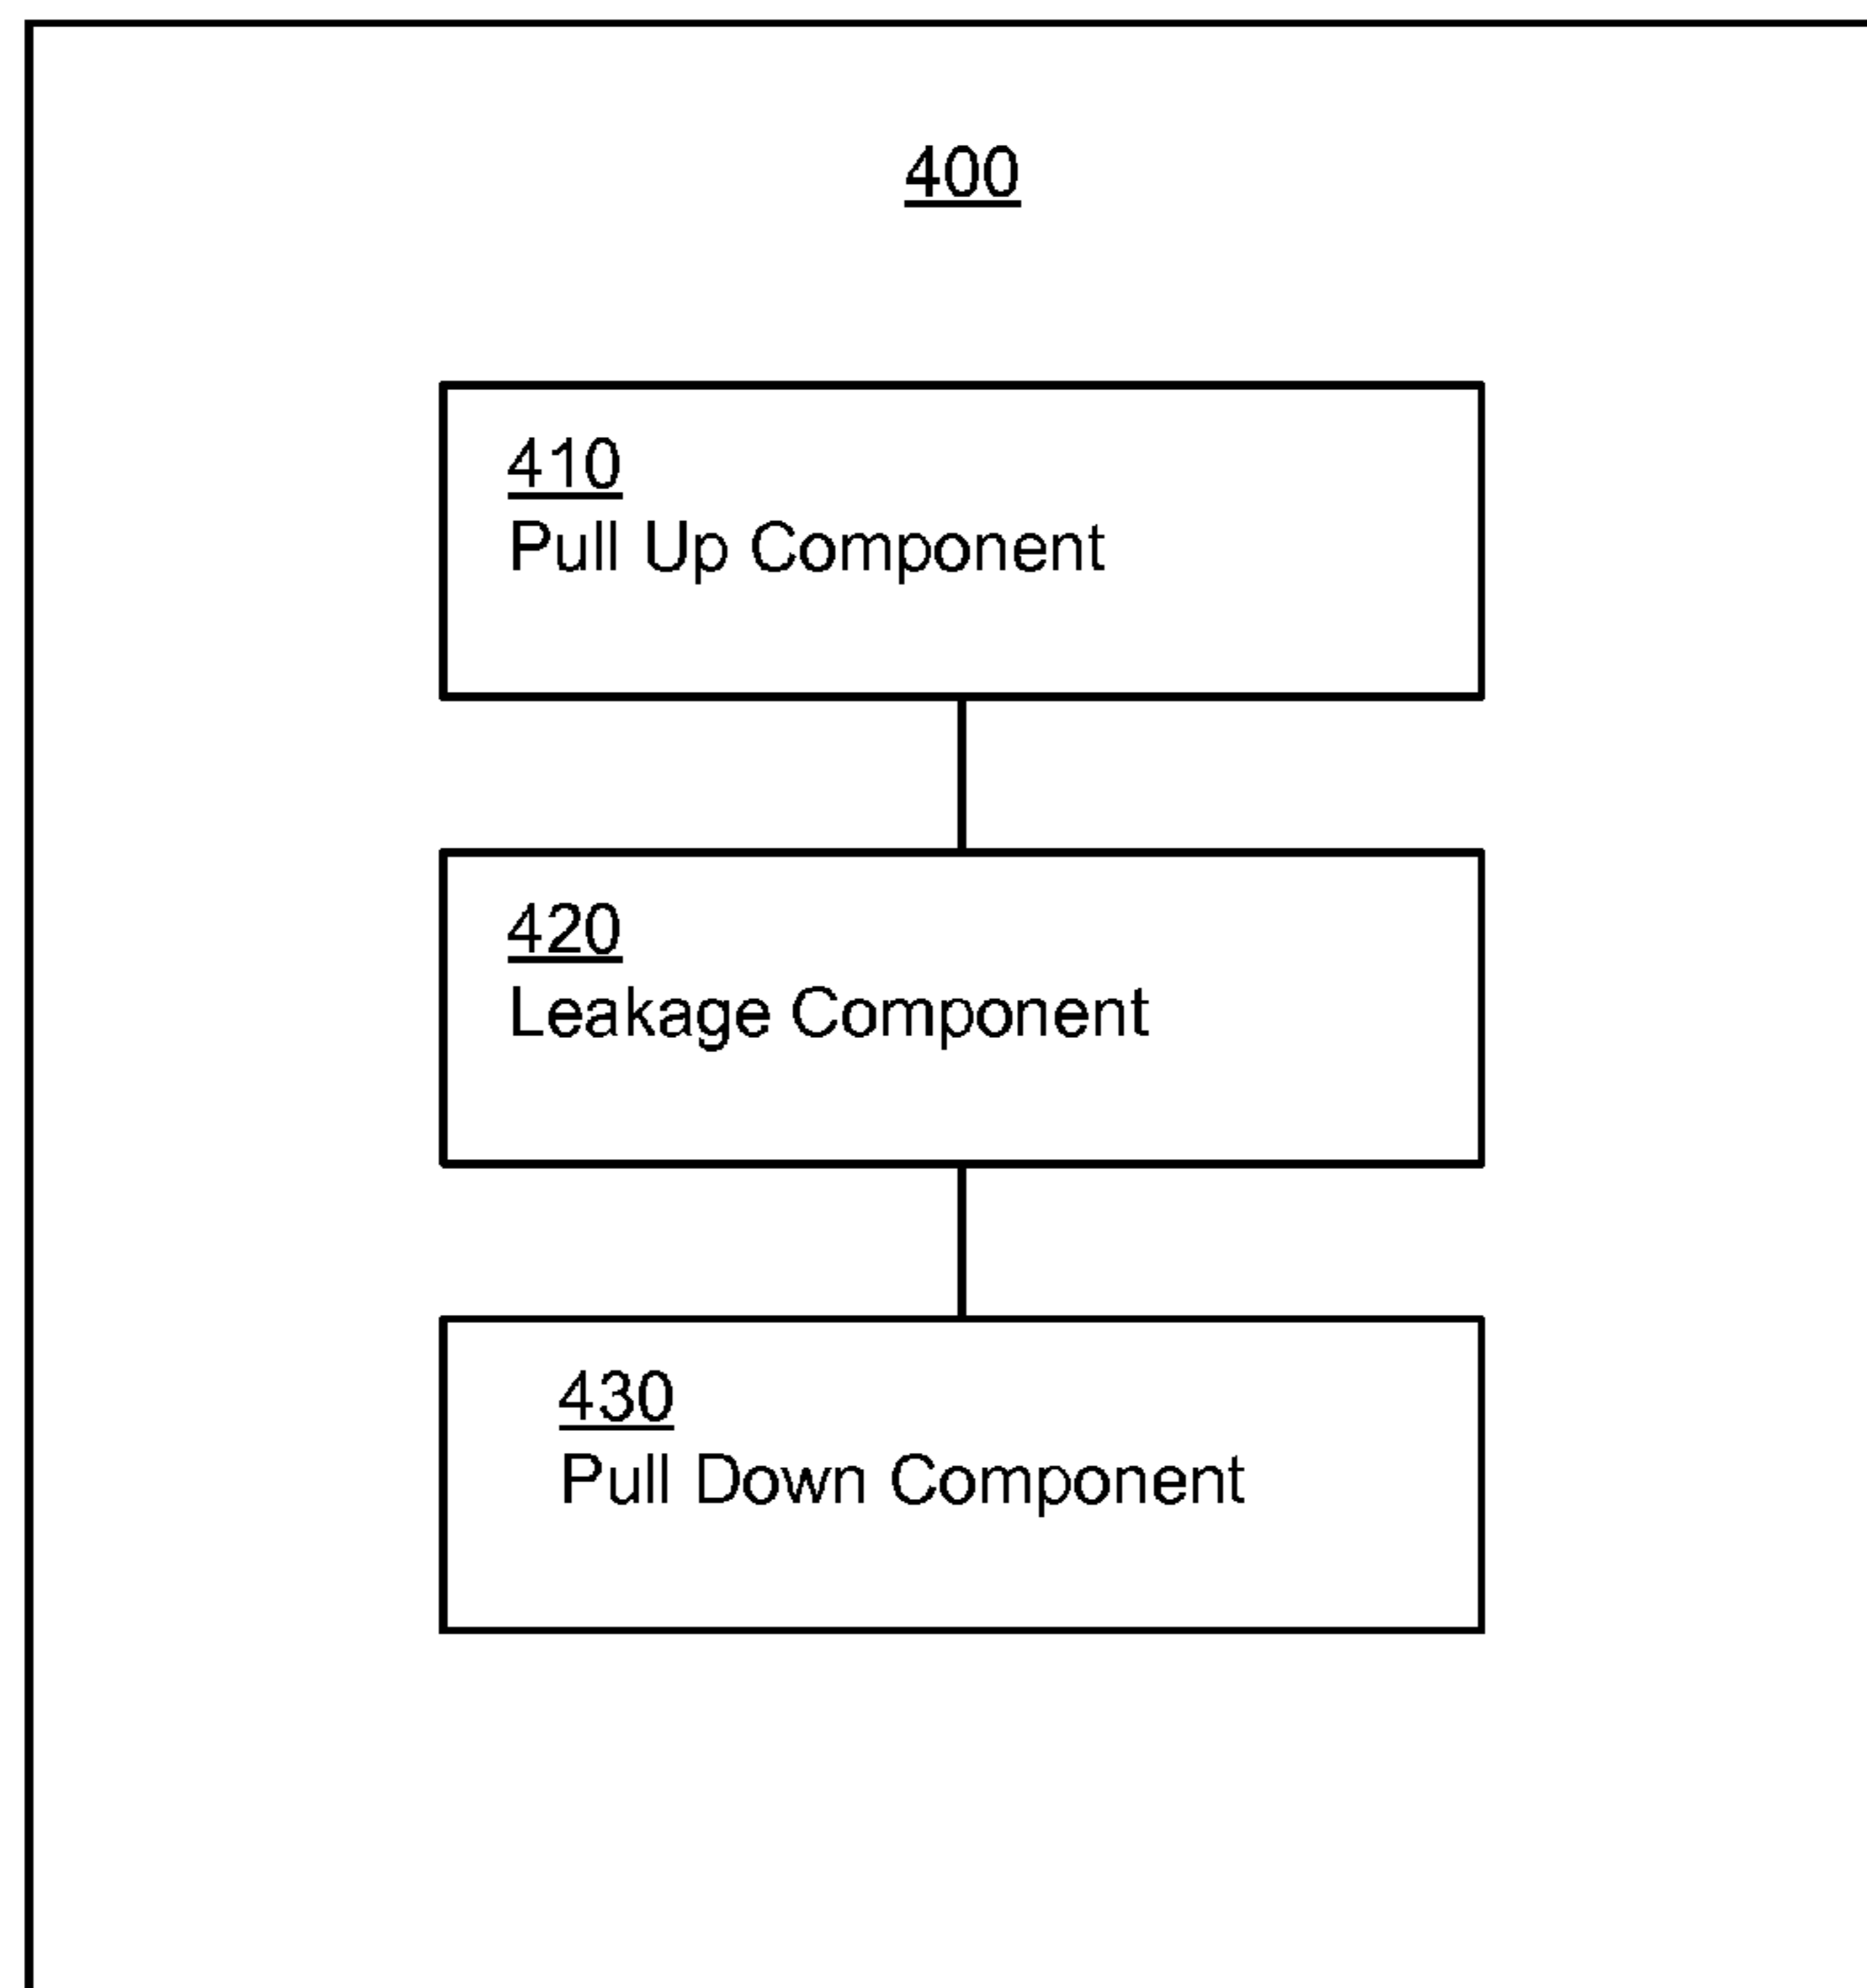 400
410
Pull Up Component
420
Leakage Component
430
Pull Down Component